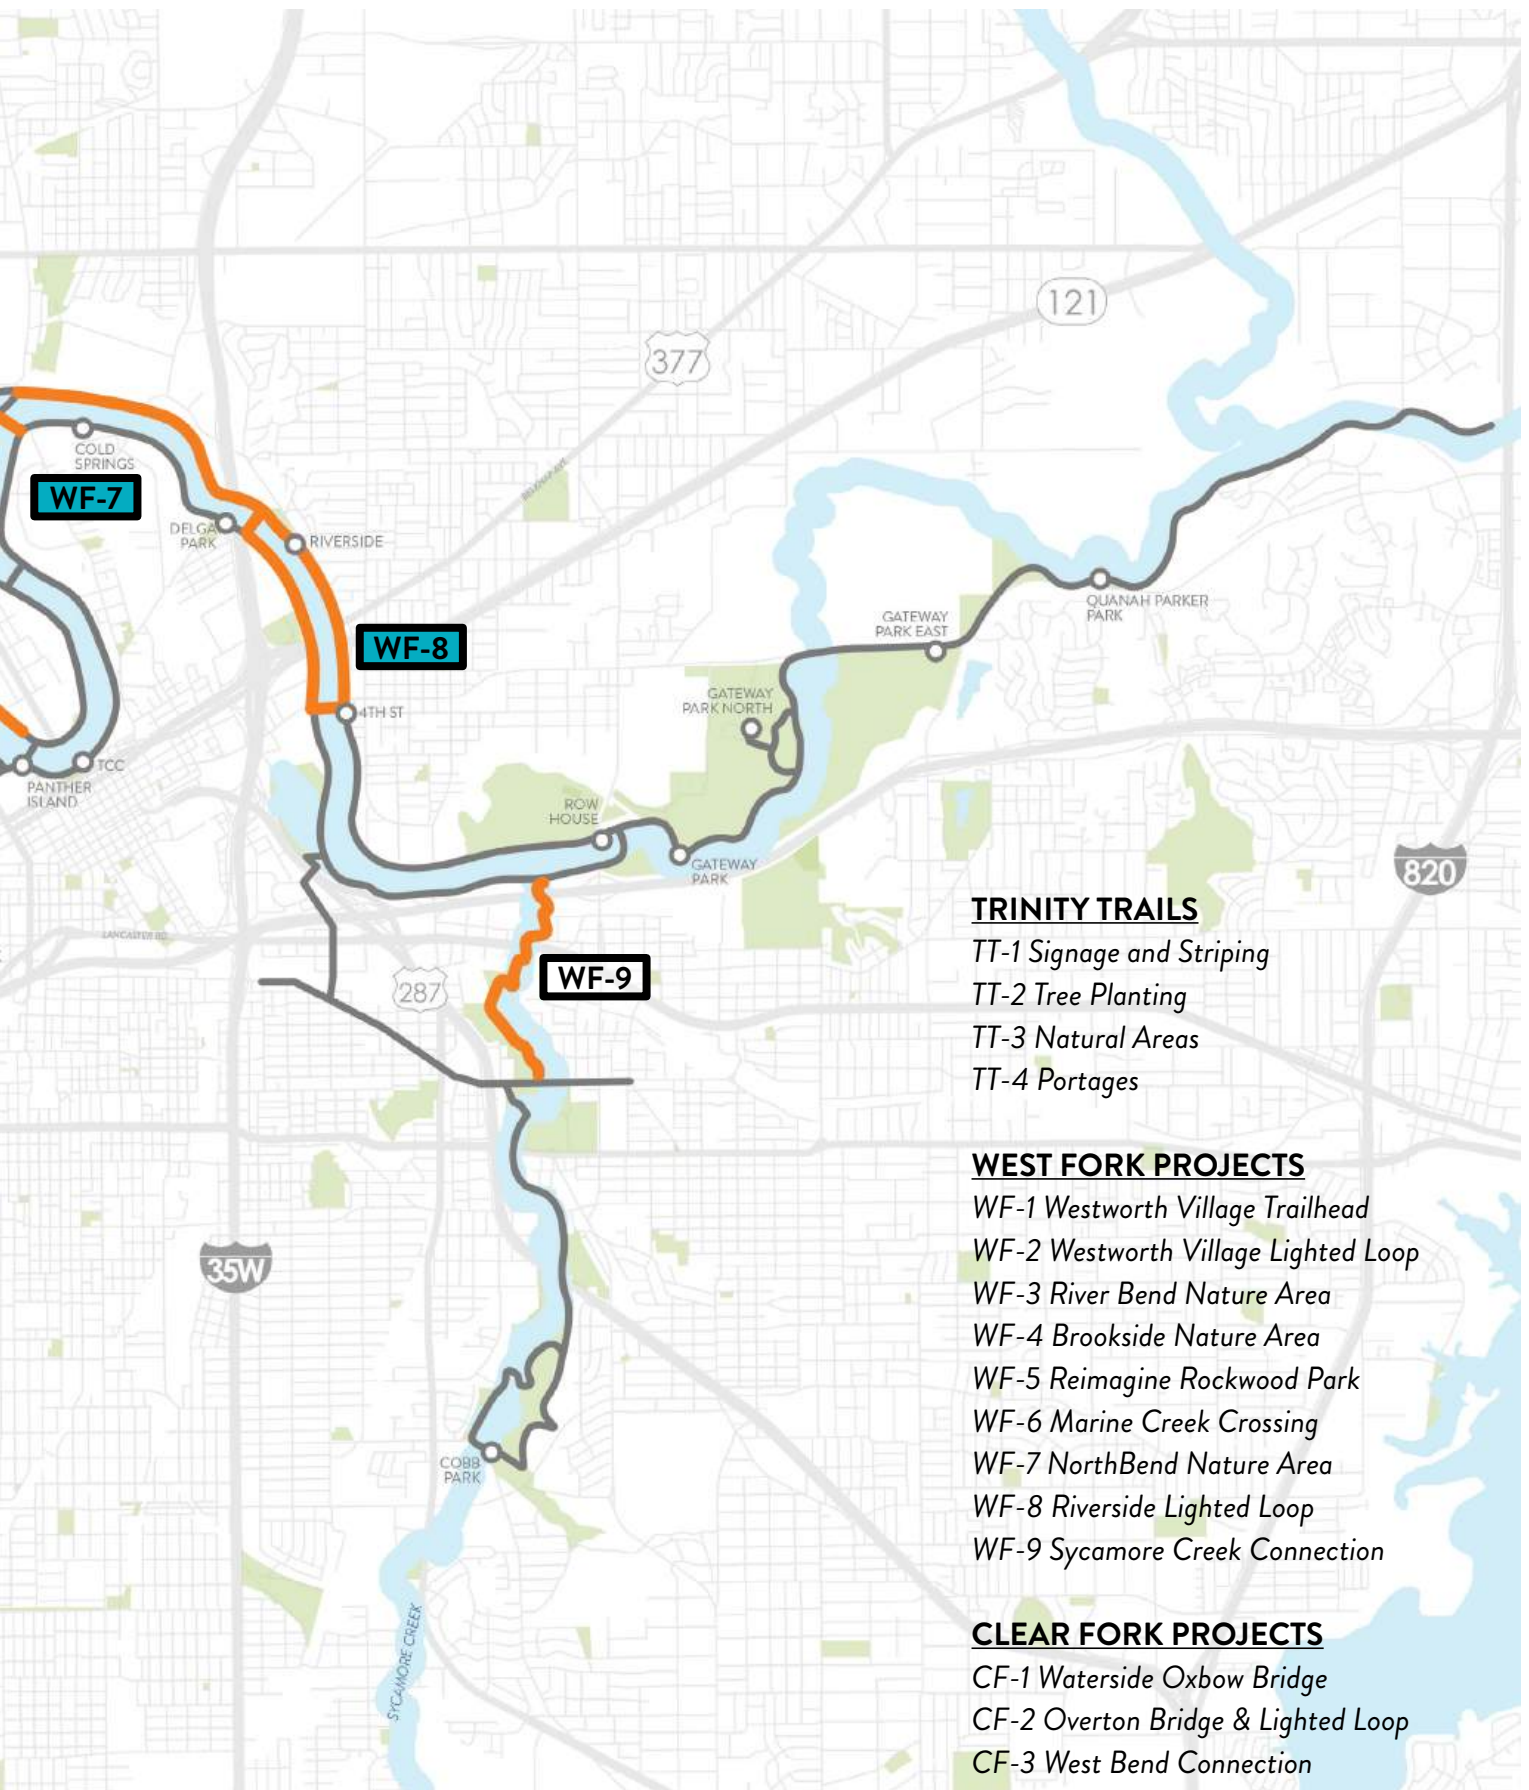 121
377
COLD
SPRINGS
WF-7
BELKNAP AVE
DELGA
PARK
RIVERSIDE
QUANAH PARKER
PARK
GATEWAY
PARK EAST
WF-8
GATEWAY
PARK NORTH
4TH ST
TCC
PANTHER
ISLAND
ROW
HOUSE
GATEWAY
PARK
820
TRINITY TRAILS
LANCASTER RD
TT-1 Signage and Striping
WF-9
287
TT-2 Tree Planting
TT-3 Natural Areas
TT-4 Portages
WEST FORK PROJECTS
WF-1 Westworth Village Trailhead
WF-2 Westworth Village Lighted Loop
35W
WF-3 River Bend Nature Area
WF-4 Brookside Nature Area
WF-5 Reimagine Rockwood Park
WF-6 Marine Creek Crossing
COBB
PARK
WF-7 NorthBend Nature Area
WF-8 Riverside Lighted Loop
WF-9 Sycamore Creek Connection
SYCAMORE CREEK
CLEAR FORK PROJECTS
CF-1 Waterside Oxbow Bridge
CF-2 Overton Bridge & Lighted Loop
CF-3 West Bend Connection